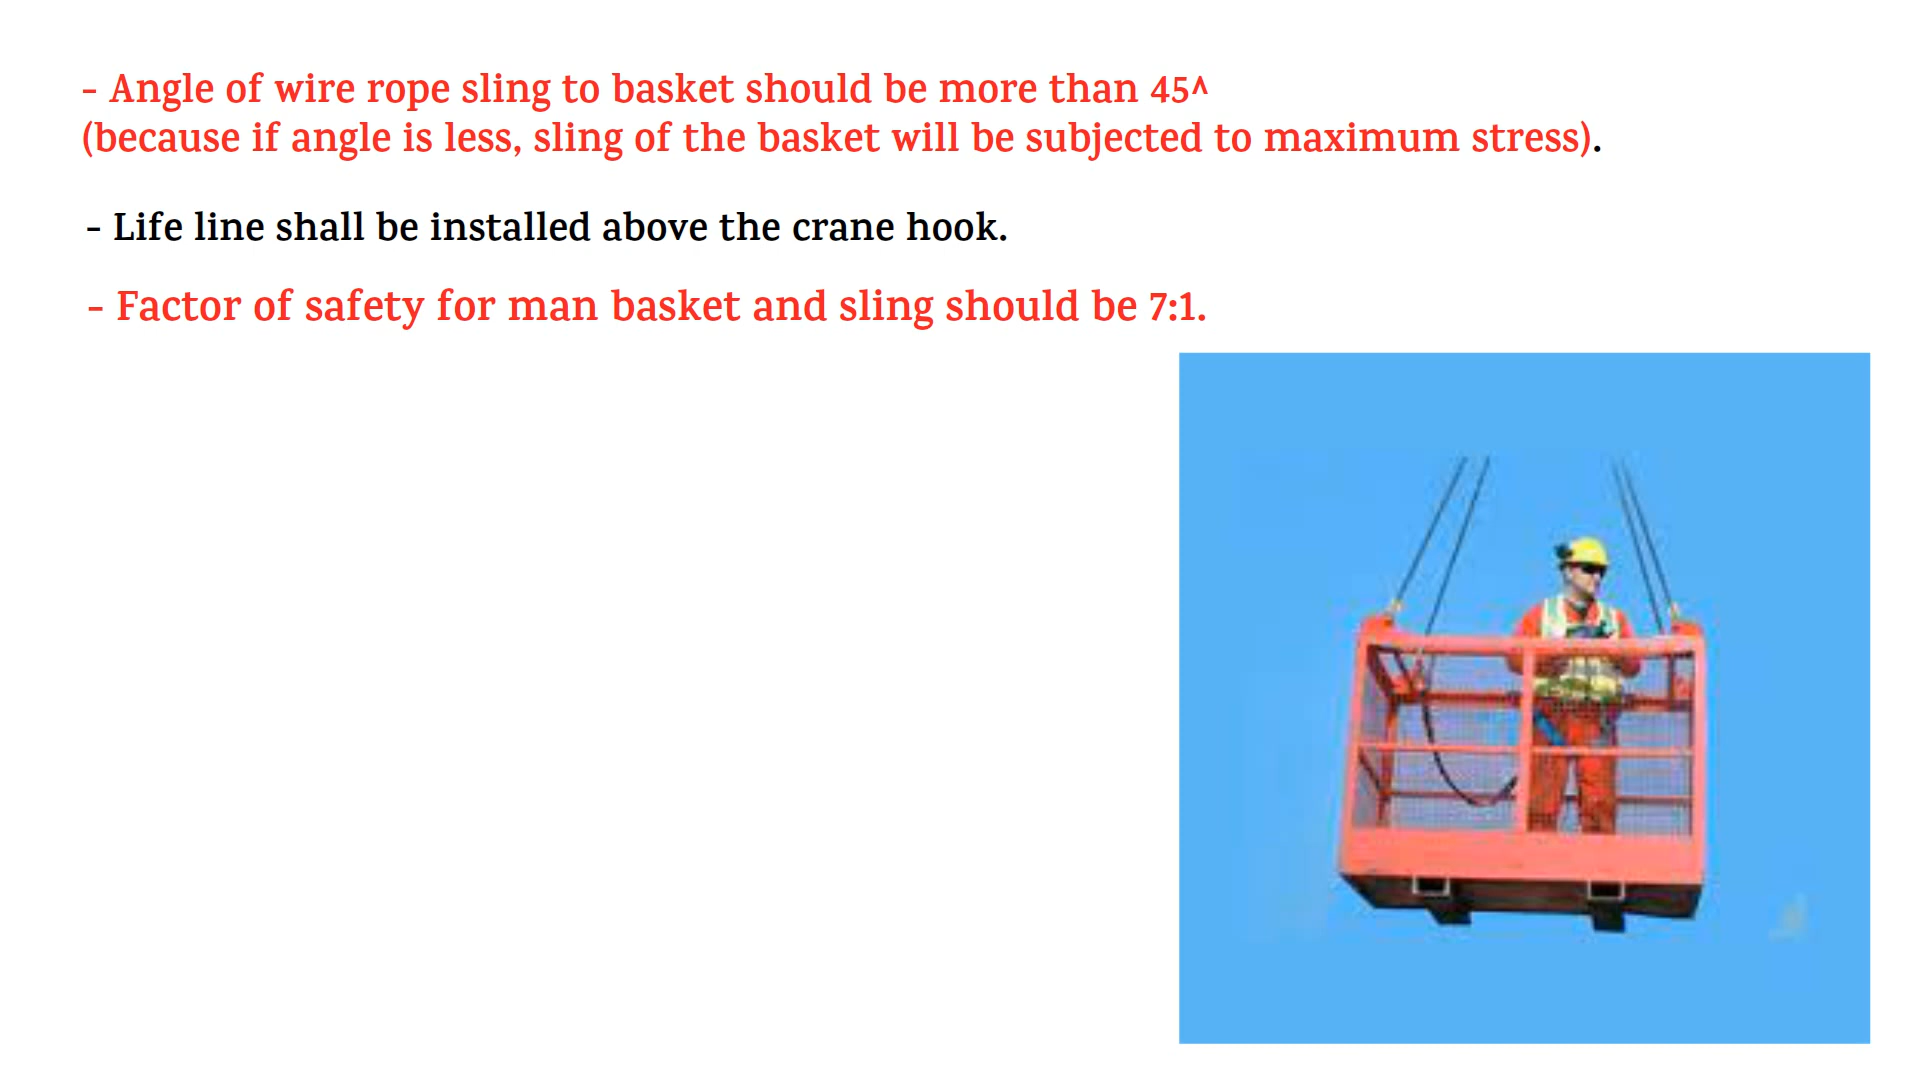 - Angle of wire rope sling to basket should be more than 45^
(because if angle is less, sling of the basket will be subjected to maximum stress).
- Life line shall be installed above the crane hook.
- Factor of safety for man basket and sling should be 7:1.